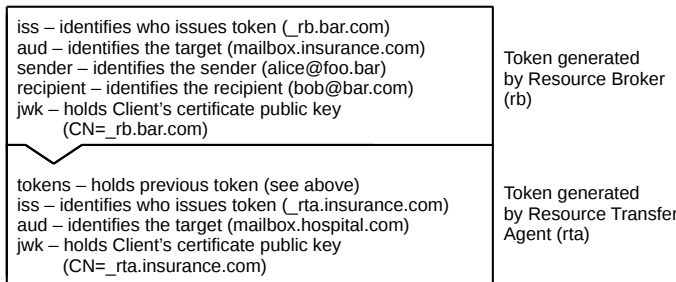 iss – identifies who issues token (_rb.bar.com)
aud – identifies the target (mailbox.insurance.com)
sender – identifies the sender (alice@foo.bar)
recipient – identifies the recipient (bob@bar.com)
jwk – holds Client's certificate public key
(CN=_rb.bar.com)
Token generated
by Resource Broker
(rb)
tokens – holds previous token (see above)
iss – identifies who issues token (_rta.insurance.com)
aud – identifies the target (mailbox.hospital.com)
jwk – holds Client's certificate public key
(CN=_rta.insurance.com)
Token generated
by Resource Transfer
Agent (rta)